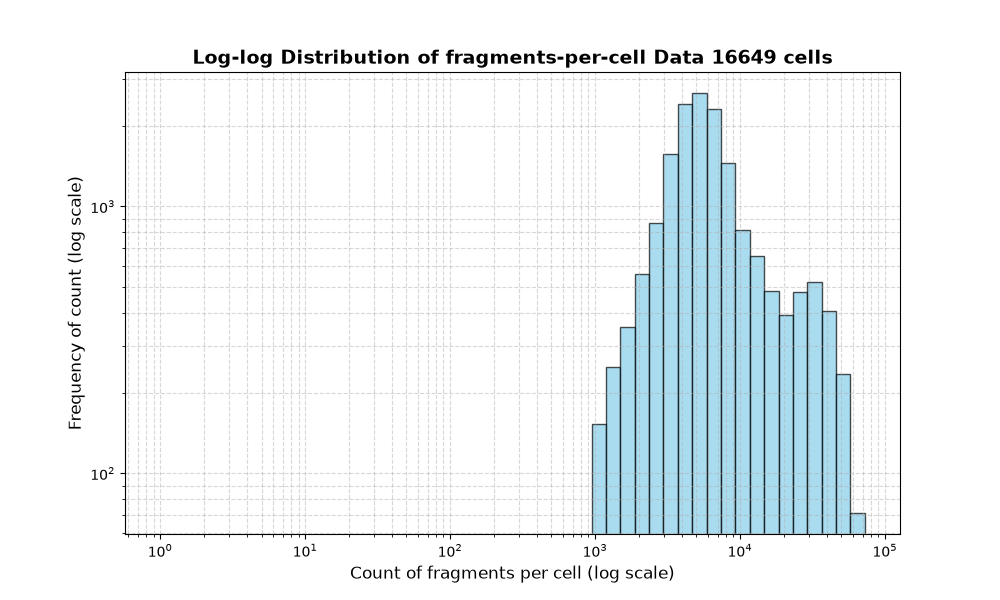 Log-log Distribution of fragments-per-cell Data 16649 cells
Frequency of count (log scale)
10³
10²
10⁰ 10¹ 10² 10³ 10⁴ 10⁵
Count of fragments per cell (log scale)